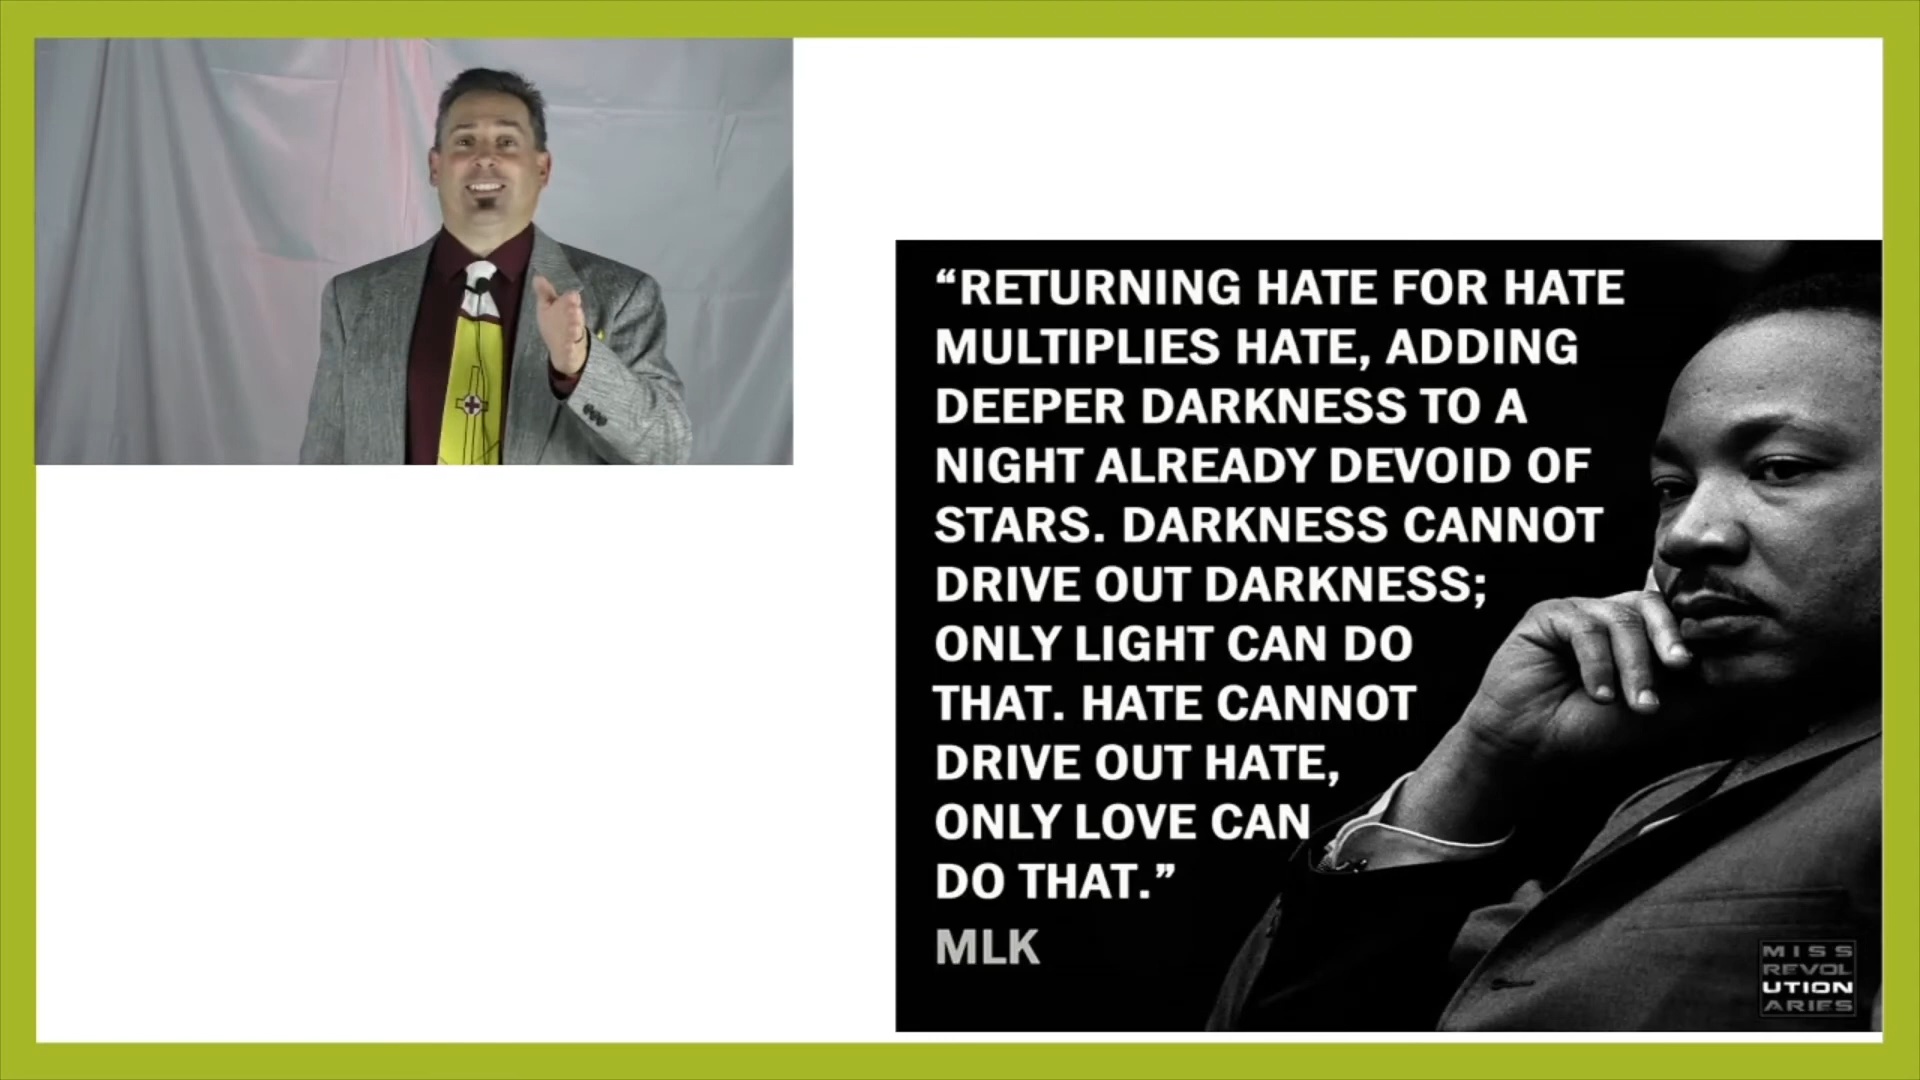 “RETURNING HATE FOR HATE
MULTIPLIES HATE, ADDING
DEEPER DARKNESS TO A
NIGHT ALREADY DEVOID OF
STARS. DARKNESS CANNOT
DRIVE OUT DARKNESS;
ONLY LIGHT CAN DO
THAT. HATE CANNOT
DRIVE OUT HATE,
ONLY LOVE CAN
DO THAT.”
MLK
MISS
REVOL
UTION
ARIES